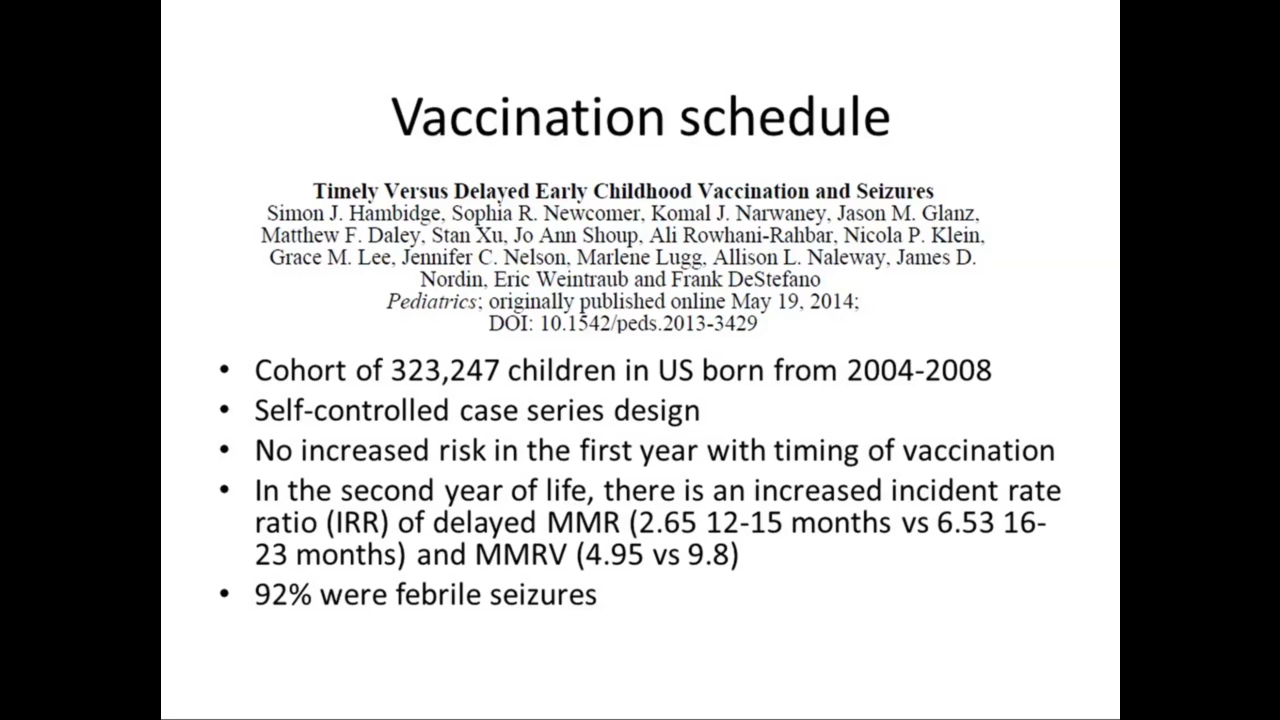 Vaccination schedule
Timely Versus Delayed Early Childhood Vaccination and Seizures
Simon J. Hambidge, Sophia R. Newcomer, Komal J. Narwaney, Jason M. Glanz,
Matthew F. Daley, Stan Xu, Jo Ann Shoup, Ali Rowhani-Rahbar, Nicola P. Klein,
Grace M. Lee, Jennifer C. Nelson, Marlene Lugg, Allison L. Naleway, James D.
Nordin, Eric Weintraub and Frank DeStefano
Pediatrics; originally published online May 19, 2014;
DOI: 10.1542/peds.2013-3429
• Cohort of 323,247 children in US born from 2004-2008
• Self-controlled case series design
• No increased risk in the first year with timing of vaccination
• In the second year of life, there is an increased incident rate
ratio (IRR) of delayed MMR (2.65 12-15 months vs 6.53 16-
23 months) and MMRV (4.95 vs 9.8)
• 92% were febrile seizures